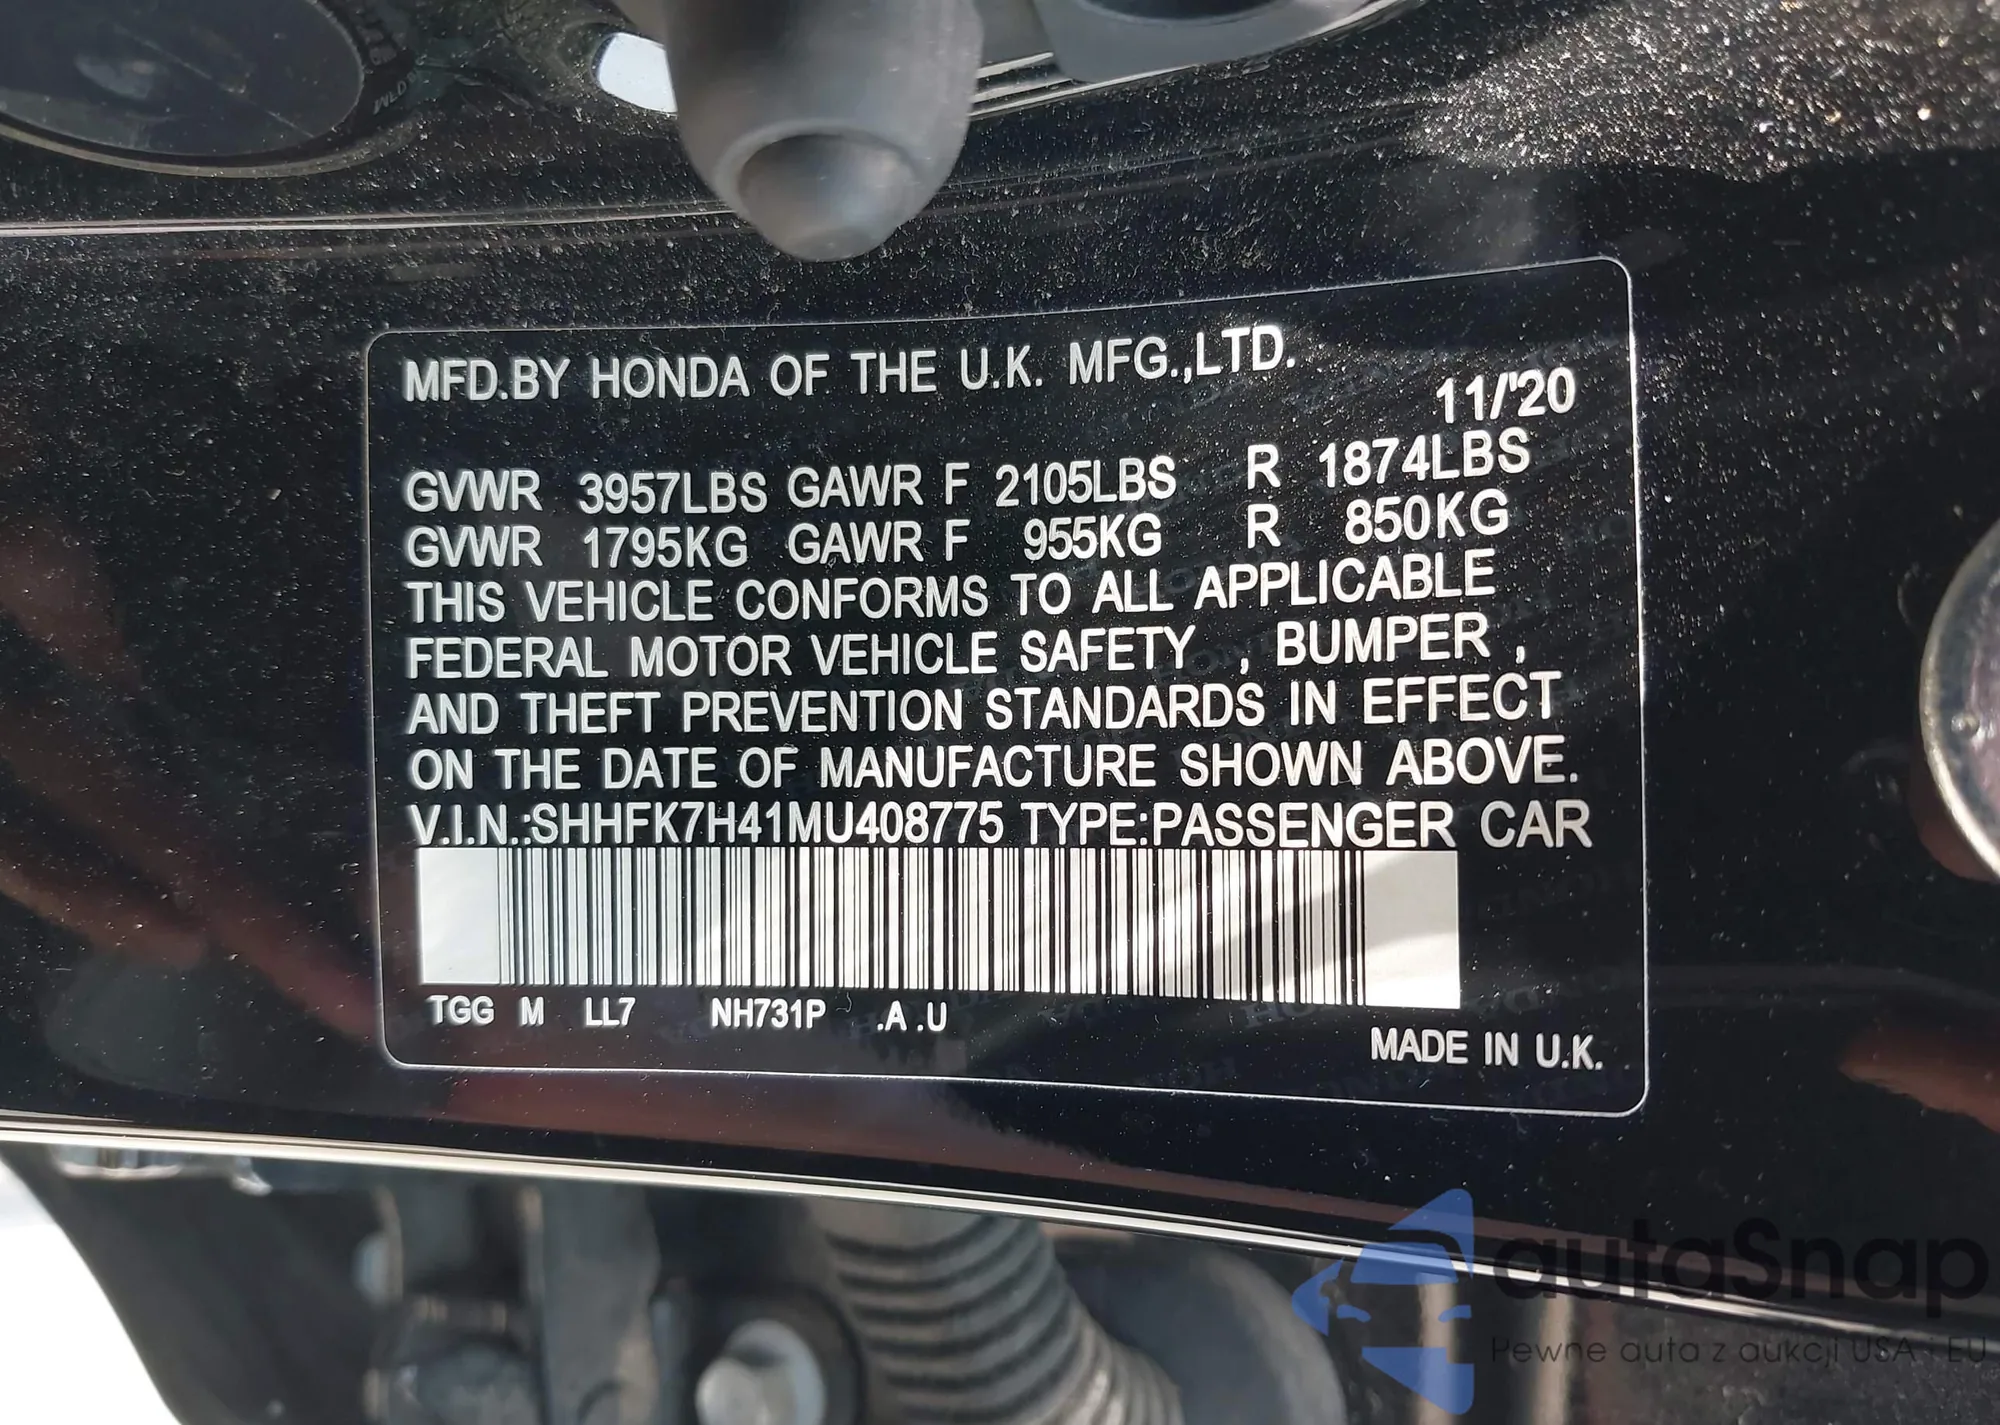 MFD.BY HONDA OF THE U.K. MFG.,LTD.
11/'20
GVWR 3957LBS GAWR F 2105LBS R 1874LBS
GVWR 1795KG GAWR F 955KG R 850KG
THIS VEHICLE CONFORMS TO ALL APPLICABLE
FEDERAL MOTOR VEHICLE SAFETY , BUMPER ,
AND THEFT PREVENTION STANDARDS IN EFFECT
ON THE DATE OF MANUFACTURE SHOWN ABOVE.
V.I.N.:SHHFK7H41MU408775 TYPE:PASSENGER CAR
TGG M LL7 NH731P .A .U
MADE IN U.K.
autaSnap
Pewne auta z aukcji USA - EU